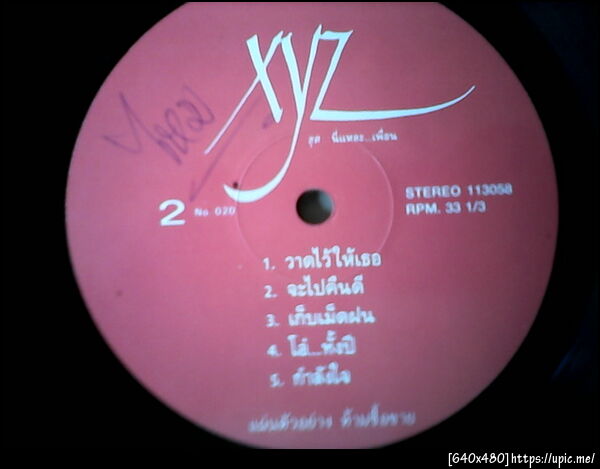 xyz
ชุด นี่แหละ...เพื่อน
2 No. 020
STEREO 113058
RPM. 33 1/3
1. วาดไว้ให้เธอ
2. จะไปคืนดี
3. เก็บเม็ดฝน
4. โล่...ทั้งปี
5. กำลังใจ
แผ่นตัวอย่าง ห้ามซื้อขาย
[640x480]https://upic.me/